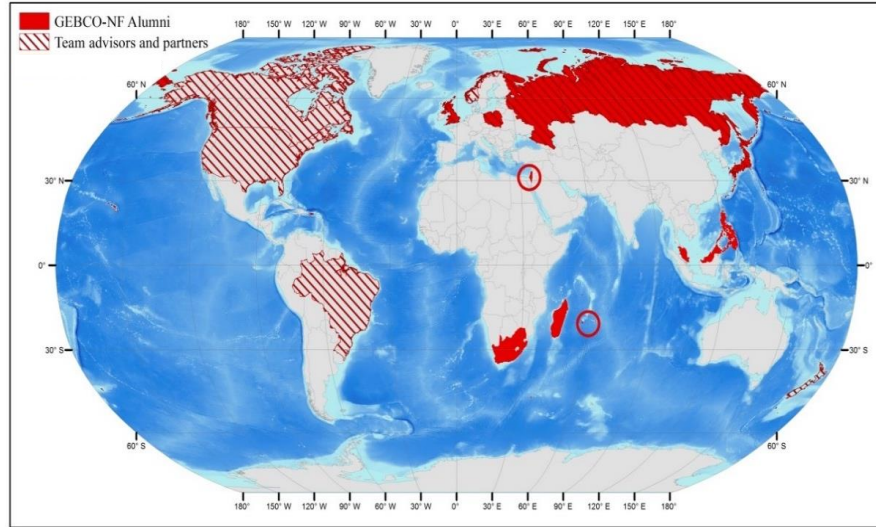 GEBCO-NF Alumni
Team advisors and partners
180° 150° W 120° W 90° W 60° W 30° W 0° 30° E 60° E 90° E 120° E 150° E 180°
60° N
60° N
30° N
30° N
0°
0°
30° S
30° S
60° S
60° S
180° 150°W 120°W 90°W 60°W 30°W 0° 30°E 60°E 90°E 120°E 150°E 180°